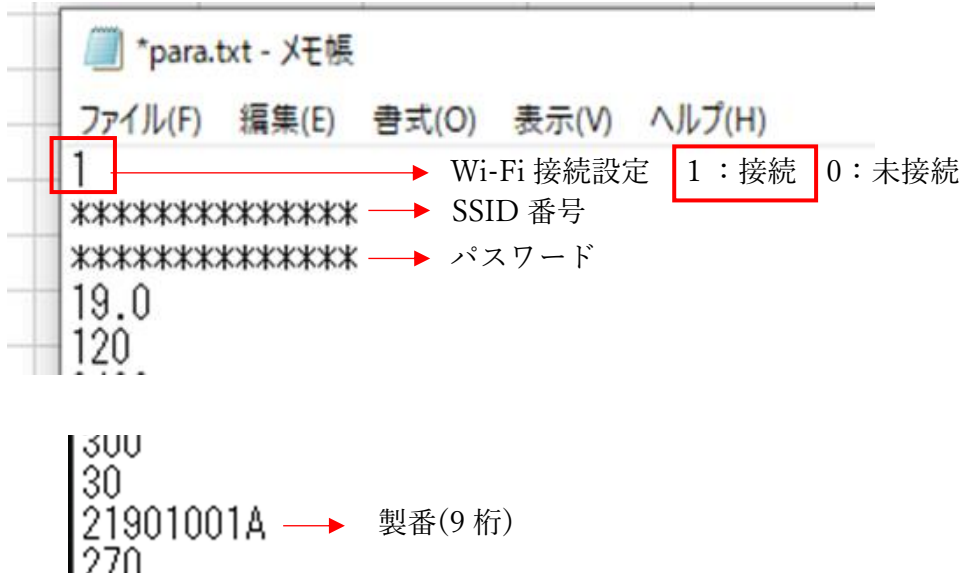 *para.txt - メモ帳
ファイル(F) 編集(E) 書式(O) 表示(V) ヘルプ(H)
1 Wi-Fi 接続設定 1：接続 0：未接続
************** SSID 番号
************** パスワード
19.0
120
300
30
21901001A 製番(9 桁)
270